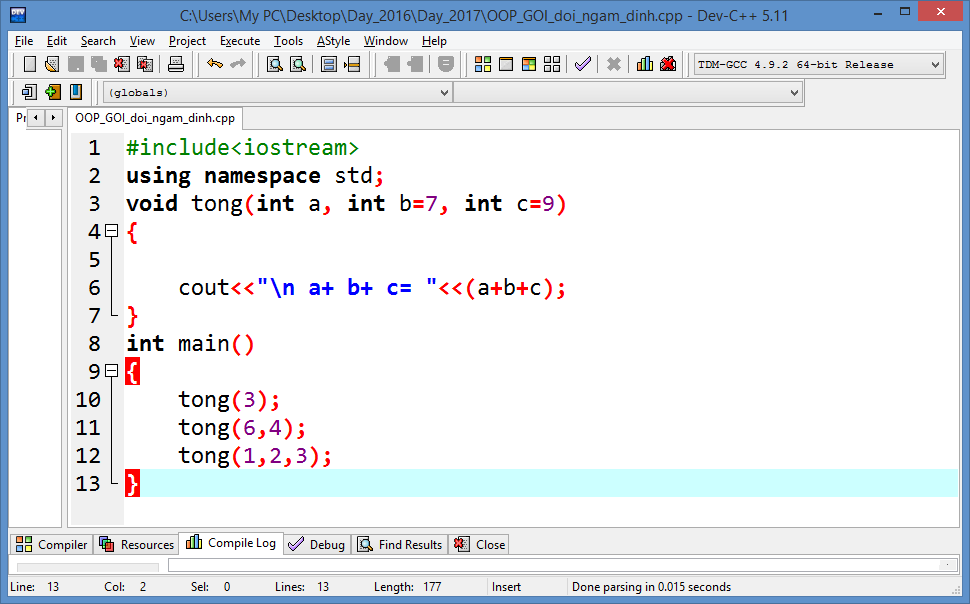 C:\Users\My PC\Desktop\Day_2016\Day_2017\OOP_GOI_doi_ngam_dinh.cpp - Dev-C++ 5.11
File Edit Search View Project Execute Tools AStyle Window Help
TDM-GCC 4.9.2 64-bit Release
(globals)
Pr OOP_GOI_doi_ngam_dinh.cpp
1 #include<iostream>
2 using namespace std;
3 void tong(int a, int b=7, int c=9)
4 {
5
6 cout<<"\n a+ b+ c= "<<(a+b+c);
7 }
8 int main()
9 {
10 tong(3);
11 tong(6,4);
12 tong(1,2,3);
13 }
Compiler Resources Compile Log Debug Find Results Close
Line: 13 Col: 2 Sel: 0 Lines: 13 Length: 177 Insert Done parsing in 0.015 seconds